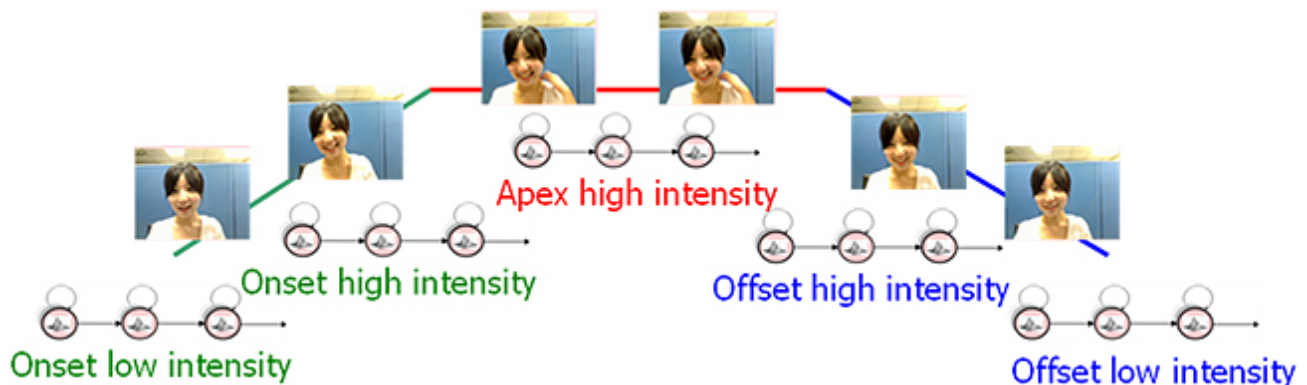 Apex high intensity
Onset high intensity
Offset high intensity
Onset low intensity
Offset low intensity